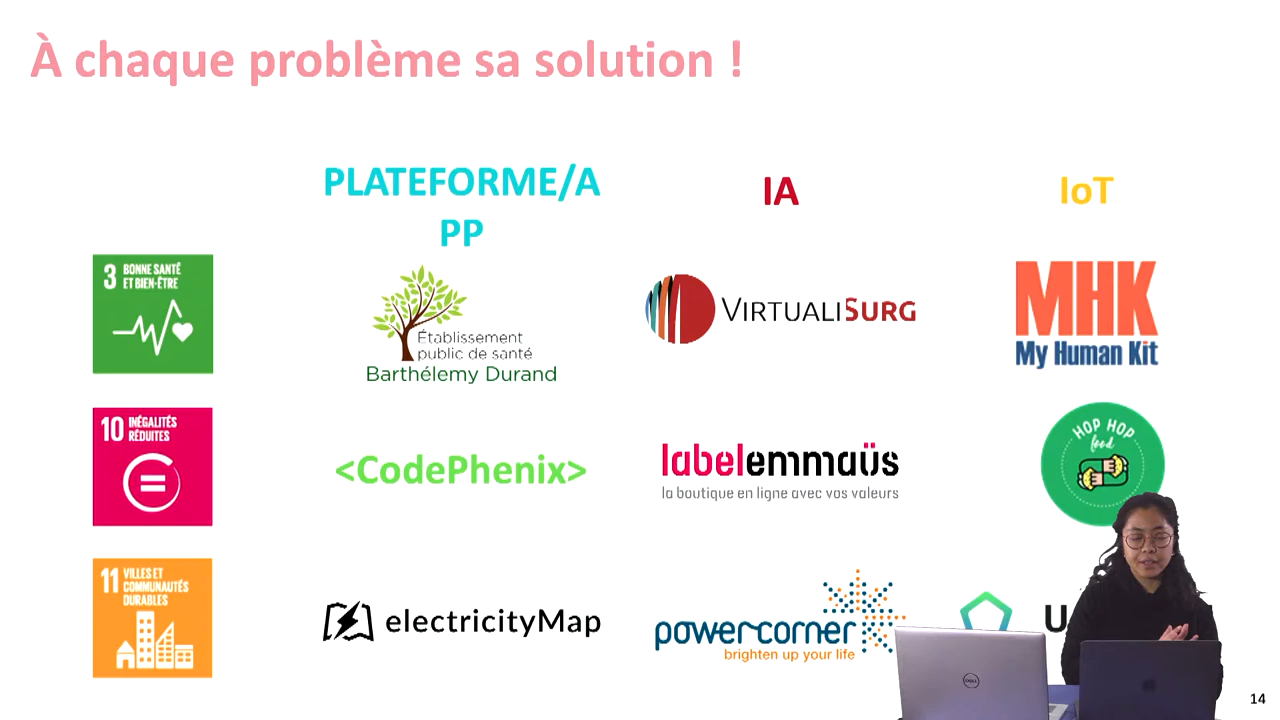 À chaque problème sa solution !
PLATEFORME/A
PP
IA
IoT
3 BONNE SANTÉ
ET BIEN-ÊTRE
Établissement
public de santé
Barthélemy Durand
VIRTUALISURG
MHK
My Human Kit
10 INÉGALITÉS
RÉDUITES
<CodePhenix>
labelemmaüs
la boutique en ligne avec vos valeurs
HOP HOP
food
11 VILLES ET
COMMUNAUTÉS
DURABLES
electricityMap
powercorner
brighten up your life
U
DELL
14